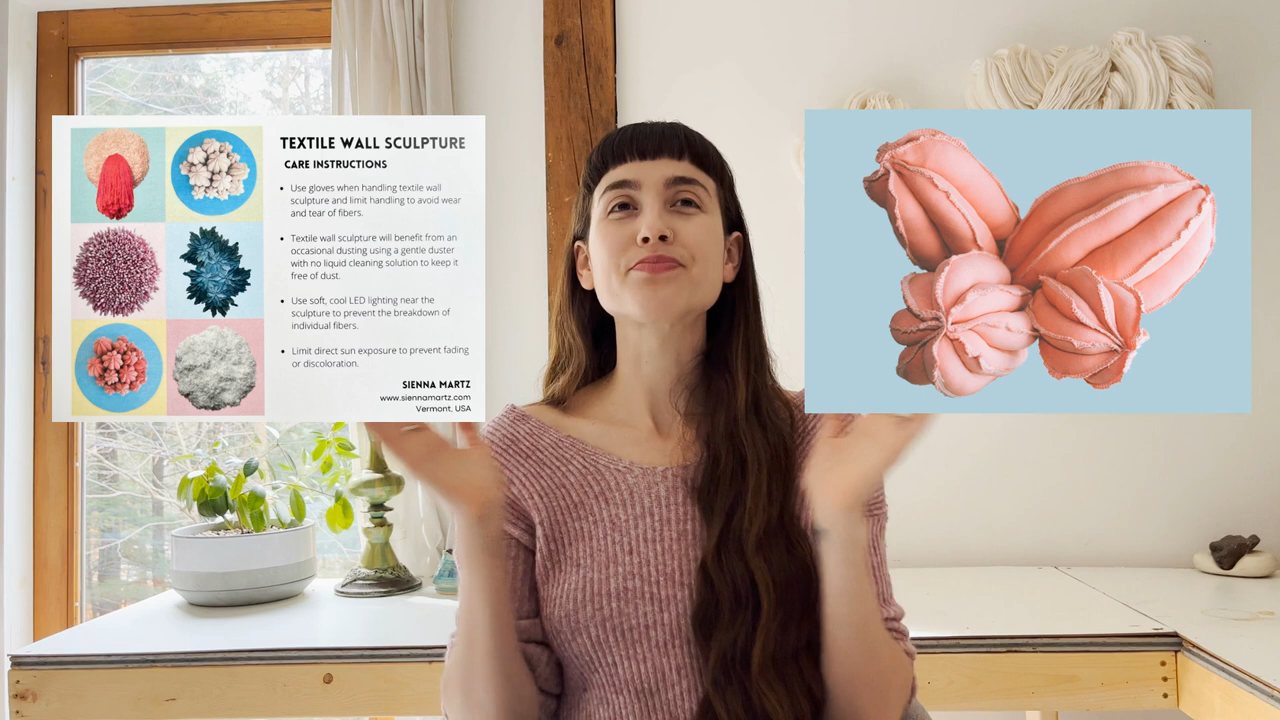 TEXTILE WALL SCULPTURE
CARE INSTRUCTIONS
• Use gloves when handling textile wall
sculpture and limit handling to avoid wear
and tear of fibers.
• Textile wall sculpture will benefit from an
occasional dusting using a gentle duster
with no liquid cleaning solution to keep it
free of dust.
• Use soft, cool LED lighting near the
sculpture to prevent the breakdown of
individual fibers.
• Limit direct sun exposure to prevent fading
or discoloration.
SIENNA MARTZ
www.siennamartz.com
Vermont, USA